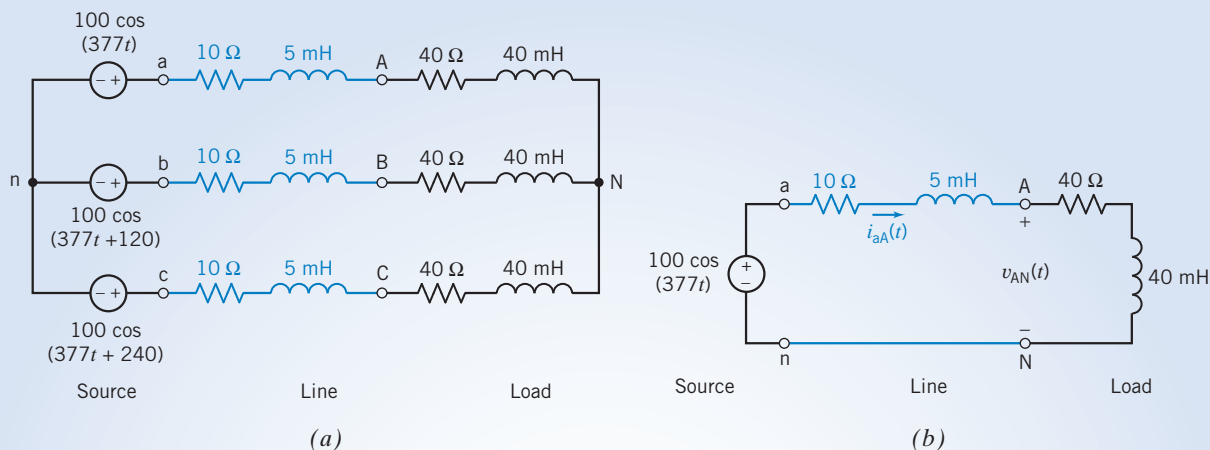 100 cos
(377t)
a
10 Ω
5 mH
A
40 Ω
40 mH
n
b
10 Ω
5 mH
B
40 Ω
40 mH
N
100 cos
(377t +120)
c
10 Ω
5 mH
C
40 Ω
40 mH
100 cos
(377t + 240)
Source
Line
Load
(a)
a
10 Ω
5 mH
A
40 Ω
iaA(t)
100 cos
(377t)
vAN(t)
40 mH
n
N
Source
Line
Load
(b)